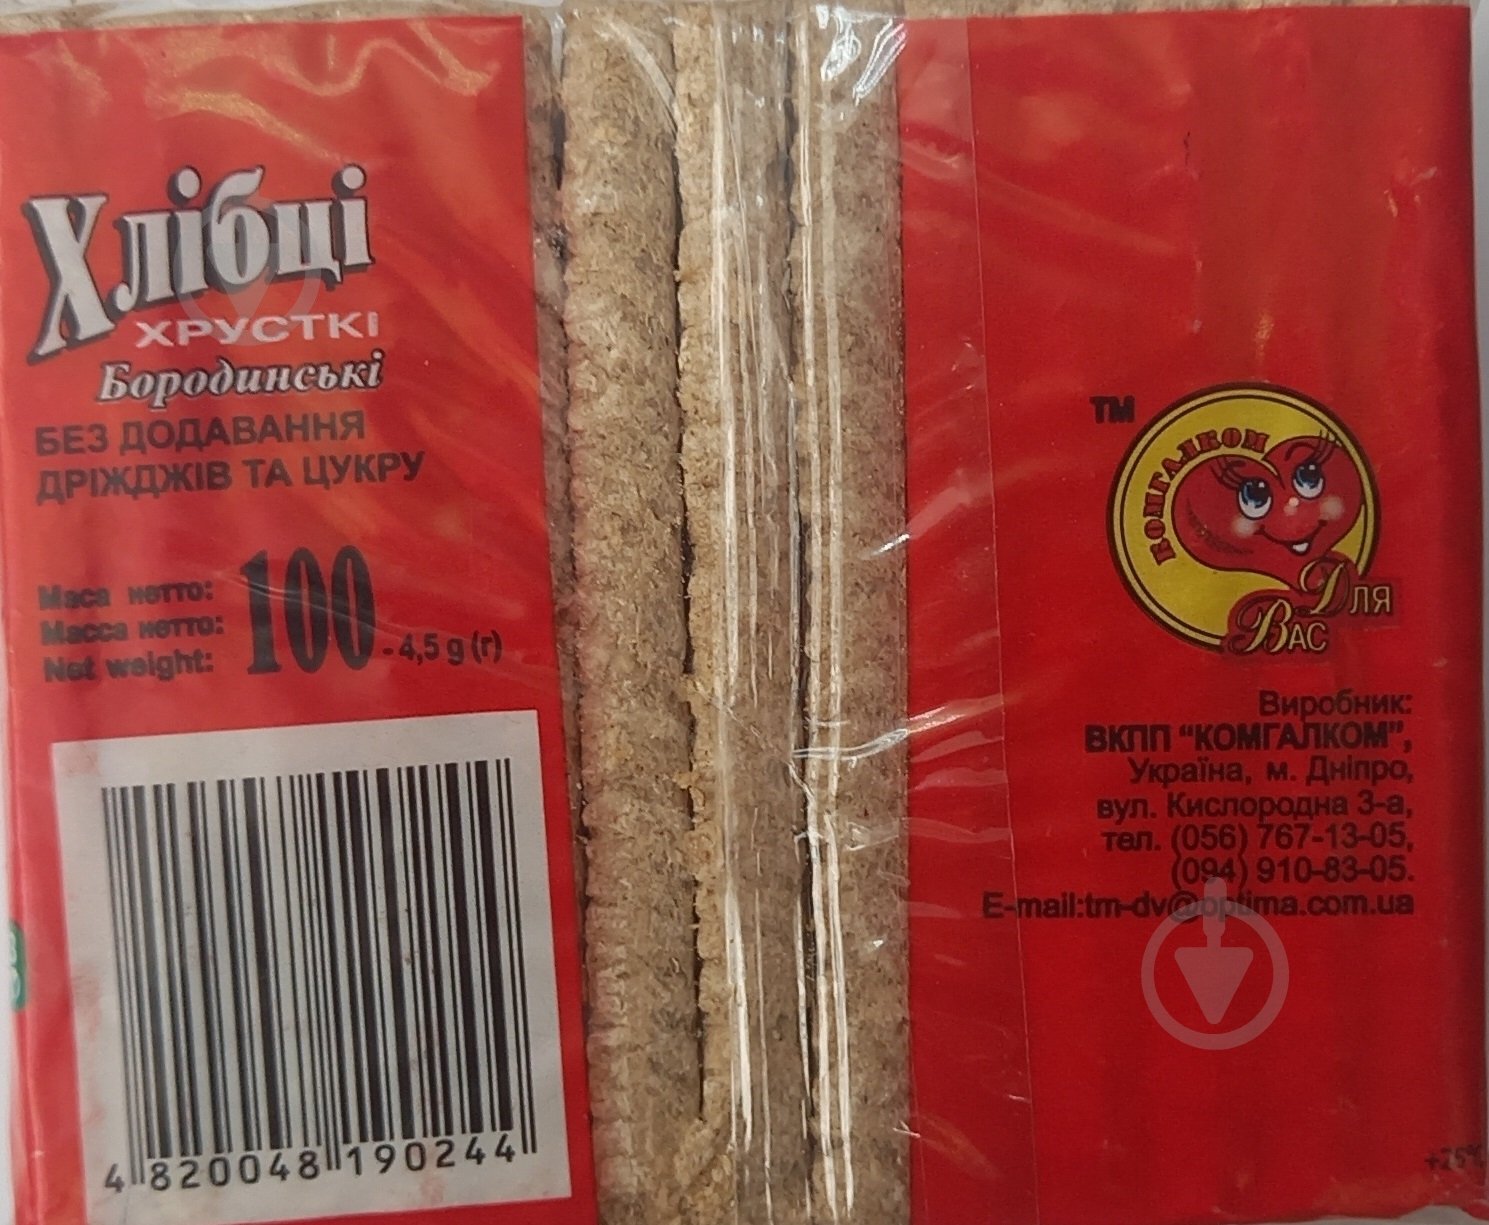 Хлібці
ХРУСТКІ
Бородинські
БЕЗ ДОДАВАННЯ
ДРІЖДЖІВ ТА ЦУКРУ
Маса нетто:
Масса нетто:
Net weight:
100 - 4,5 g (г)
4 820048 190244
ТМ
КОМГАЛКОМ
Для
Вас
Виробник:
ВКПП "КОМГАЛКОМ",
Україна, м. Дніпро,
вул. Кислородна 3-а,
тел. (056) 767-13-05,
(094) 910-83-05.
E-mail:tm-dv@optima.com.ua
+25°C